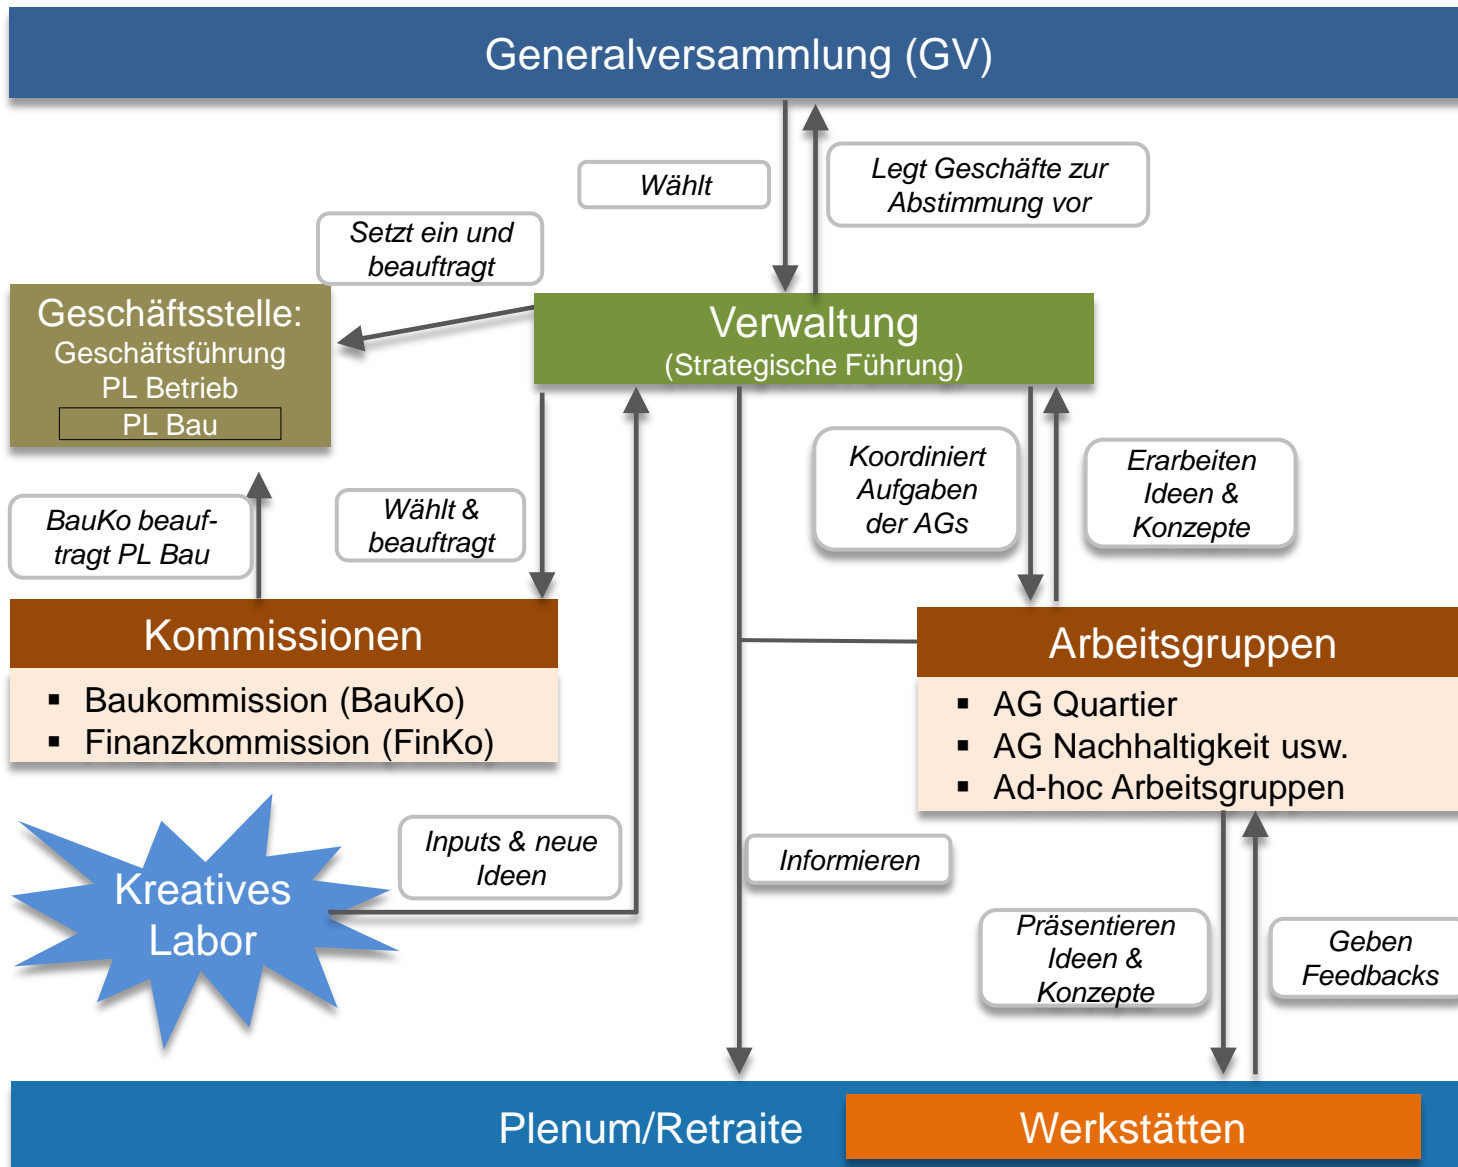 Generalversammlung (GV)
Wählt
Legt Geschäfte zur
Abstimmung vor
Setzt ein und
beauftragt
Geschäftsstelle:
Geschäftsführung
PL Betrieb
PL Bau
Verwaltung
(Strategische Führung)
BauKo beauf-
tragt PL Bau
Wählt &
beauftragt
Koordiniert
Aufgaben
der AGs
Erarbeiten
Ideen &
Konzepte
Kommissionen
▪ Baukommission (BauKo)
▪ Finanzkommission (FinKo)
Arbeitsgruppen
▪ AG Quartier
▪ AG Nachhaltigkeit usw.
▪ Ad-hoc Arbeitsgruppen
Kreatives
Labor
Inputs & neue
Ideen
Informieren
Präsentieren
Ideen &
Konzepte
Geben
Feedbacks
Plenum/Retraite
Werkstätten